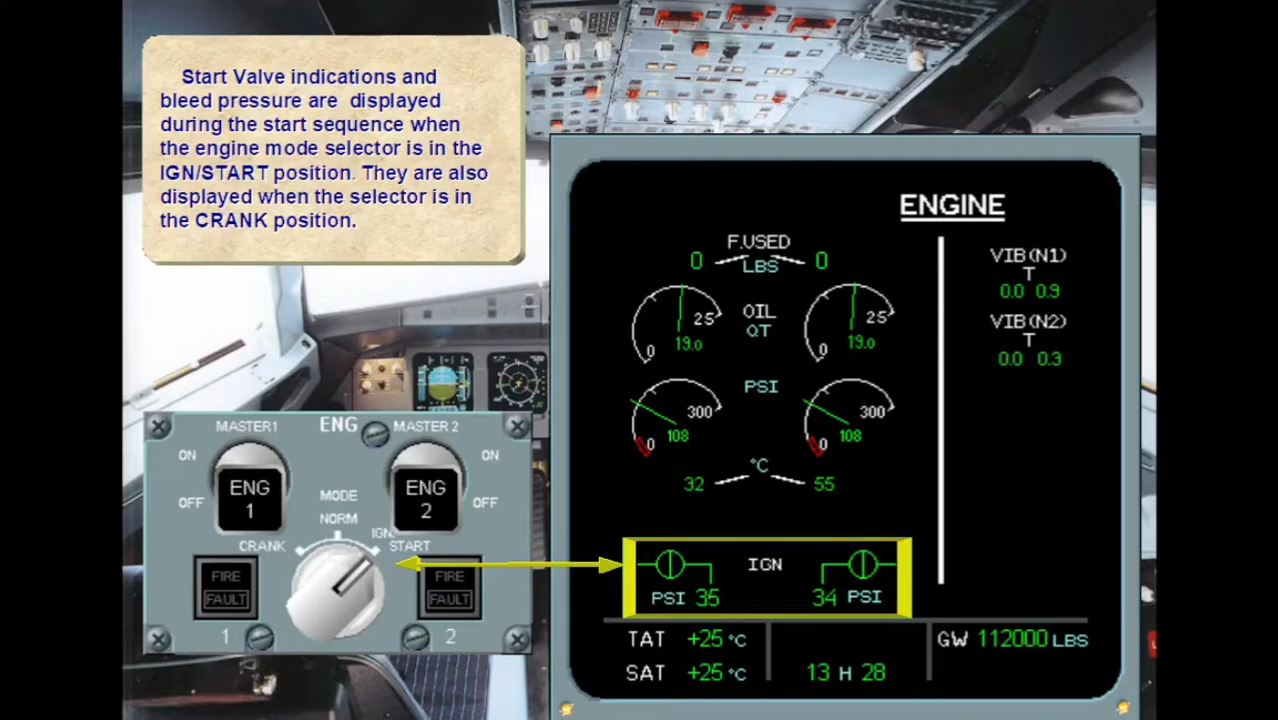 Start Valve indications and
bleed pressure are displayed
during the start sequence when
the engine mode selector is in the
IGN/START position. They are also
displayed when the selector is in
the CRANK position.
MASTER1 ENG MASTER 2
ON ON
ENG 1
ENG 2
OFF OFF
MODE
NORM
IGN
CRANK START
FIRE FIRE
FAULT FAULT
1 2
ENGINE
F.USED
0 LBS 0
OIL
25 QT 25
0 19.0 0 19.0
PSI
300 300
0 108 0 108
°C
32 55
IGN
PSI 35 34 PSI
VIB(N1)
T
0.0 0.9
VIB(N2)
T
0.0 0.3
TAT +25 °C GW 112000 LBS
SAT +25 °C 13 H 28